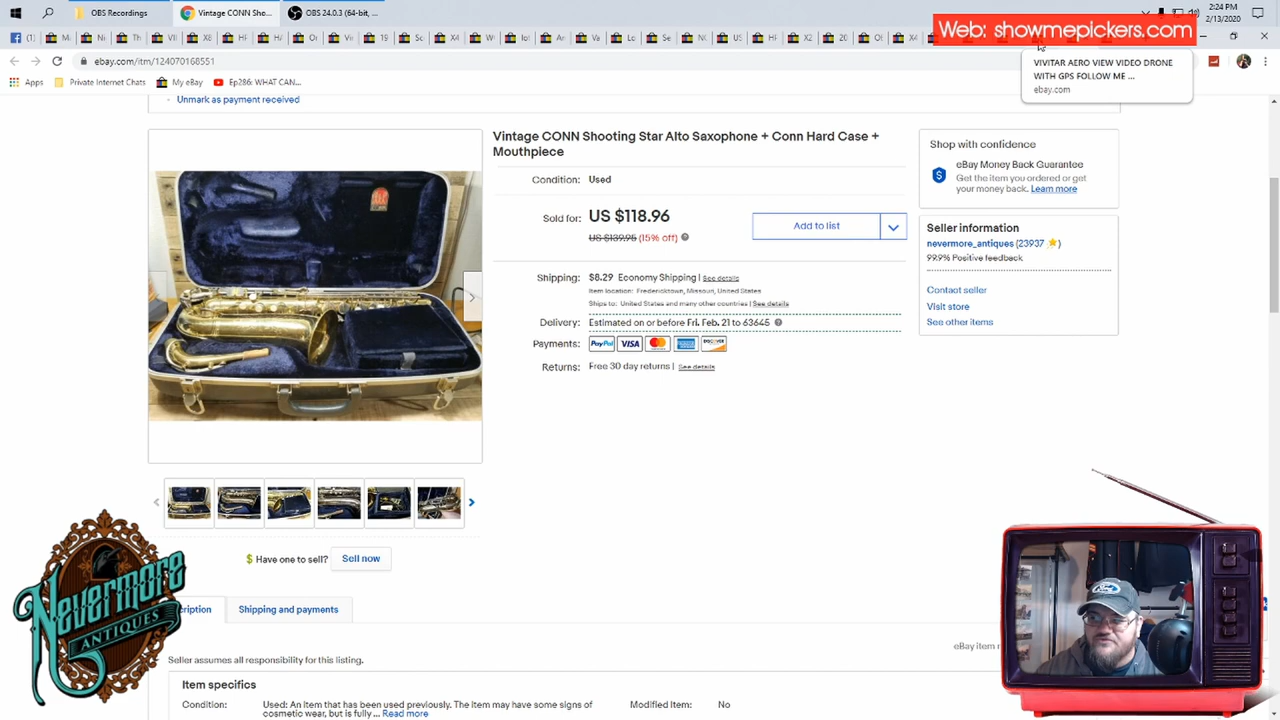 OBS Recordings
Vintage CONN Sho...
OBS 24.0.3 (64-bit, ...
2:24 PM
2/13/2020
Web: showmepickers.com
ebay.com/itm/124070168551
VIVITAR AERO VIEW VIDEO DRONE
WITH GPS FOLLOW ME ...
ebay.com
Apps
Private Internet Chats
My eBay
Ep286: WHAT CAN...
Unmark as payment received
Vintage CONN Shooting Star Alto Saxophone + Conn Hard Case +
Mouthpiece
Condition: Used
Sold for: US $118.96
US $139.95 (15% off)
Add to list
Shipping: $8.29 Economy Shipping | See details
Item location: Fredericktown, Missouri, United States
Ships to: United States and many other countries | See details
Delivery: Estimated on or before Fri. Feb. 21 to 63645
Payments: PayPal VISA
Returns: Free 30 day returns | See details
Shop with confidence
eBay Money Back Guarantee
Get the item you ordered or get
your money back. Learn more
Seller information
nevermore_antiques (23937 )
99.9% Positive feedback
Contact seller
Visit store
See other items
Have one to sell? Sell now
Nevermore
ANTIQUES
cription
Shipping and payments
Seller assumes all responsibility for this listing.
eBay item n
Item specifics
Condition: Used: An item that has been used previously. The item may have some signs of
cosmetic wear, but is fully ... Read more
Modified Item: No